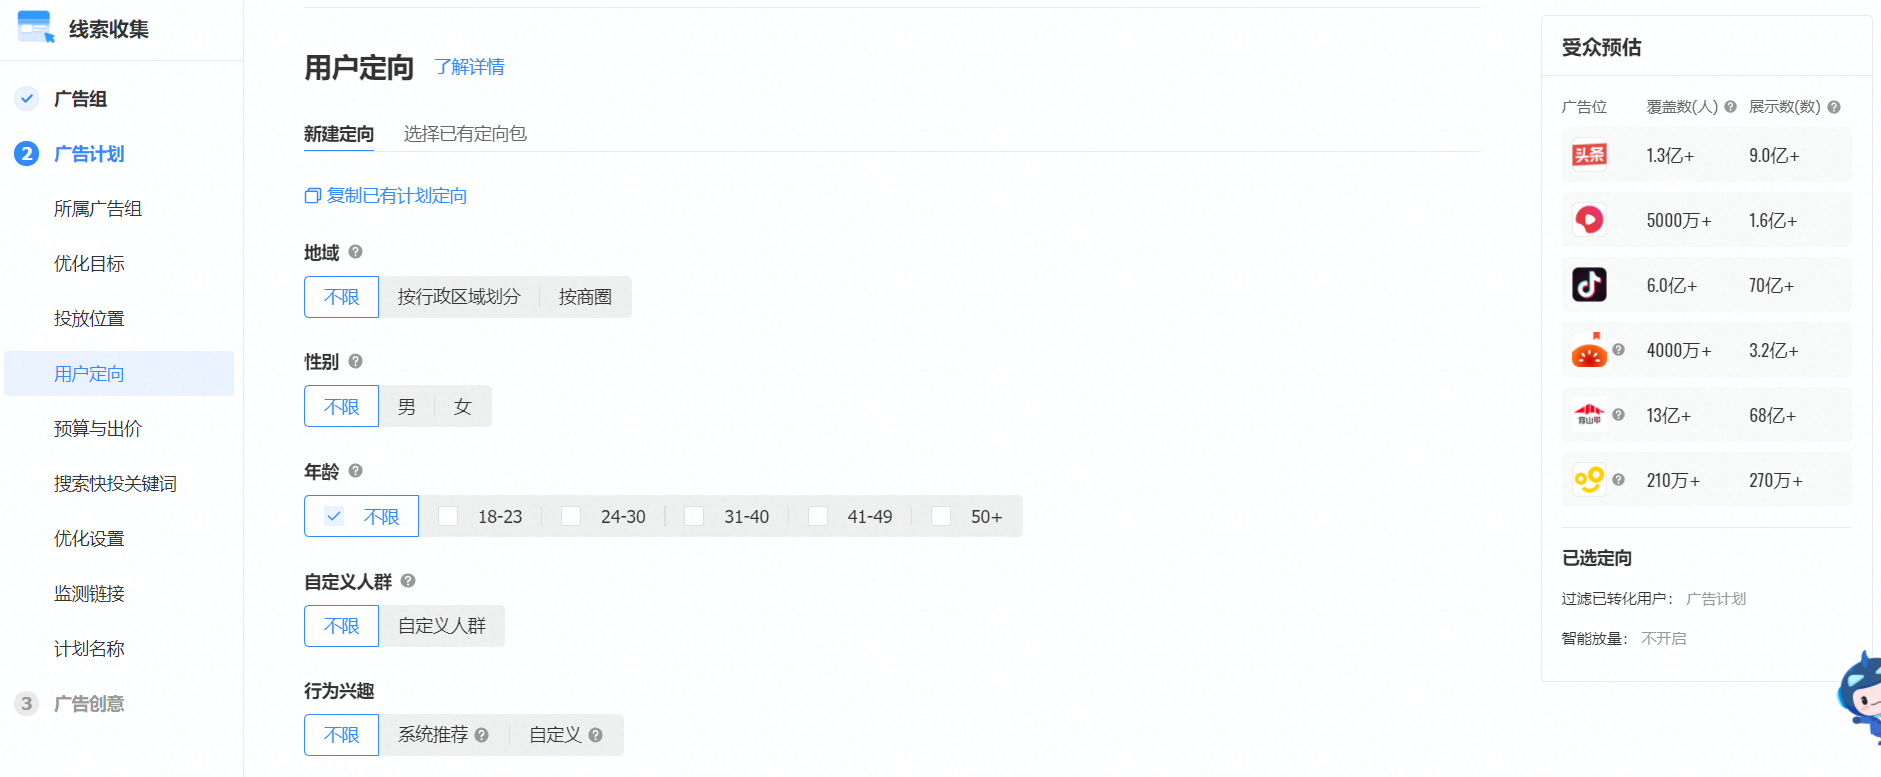 线索收集
广告组
2 广告计划
所属广告组
优化目标
投放位置
用户定向
预算与出价
搜索快投关键词
优化设置
监测链接
计划名称
3 广告创意
用户定向 了解详情
新建定向 选择已有定向包
复制已有计划定向
地域 ?
不限 按行政区域划分 按商圈
性别 ?
不限 男 女
年龄 ?
不限 18-23 24-30 31-40 41-49 50+
自定义人群 ?
不限 自定义人群
行为兴趣
不限 系统推荐 ? 自定义 ?
受众预估
广告位 覆盖数(人) ? 展示数(数) ?
头条 1.3亿+ 9.0亿+
5000万+ 1.6亿+
6.0亿+ 70亿+
? 4000万+ 3.2亿+
穿山甲 ? 13亿+ 68亿+
? 210万+ 270万+
已选定向
过滤已转化用户： 广告计划
智能放量： 不开启